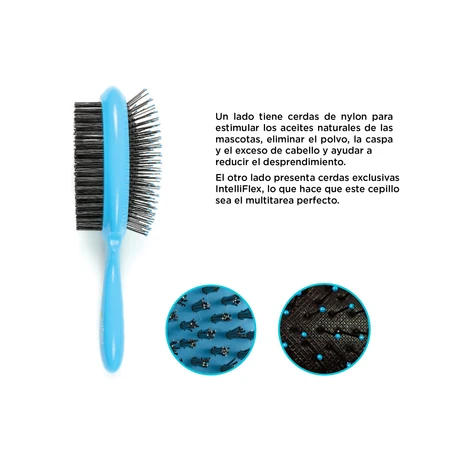 Un lado tiene cerdas de nylon para
estimular los aceites naturales de las
mascotas, eliminar el polvo, la caspa
y el exceso de cabello y ayudar a
reducir el desprendimiento.
El otro lado presenta cerdas exclusivas
IntelliFlex, lo que hace que este cepillo
sea el multitarea perfecto.